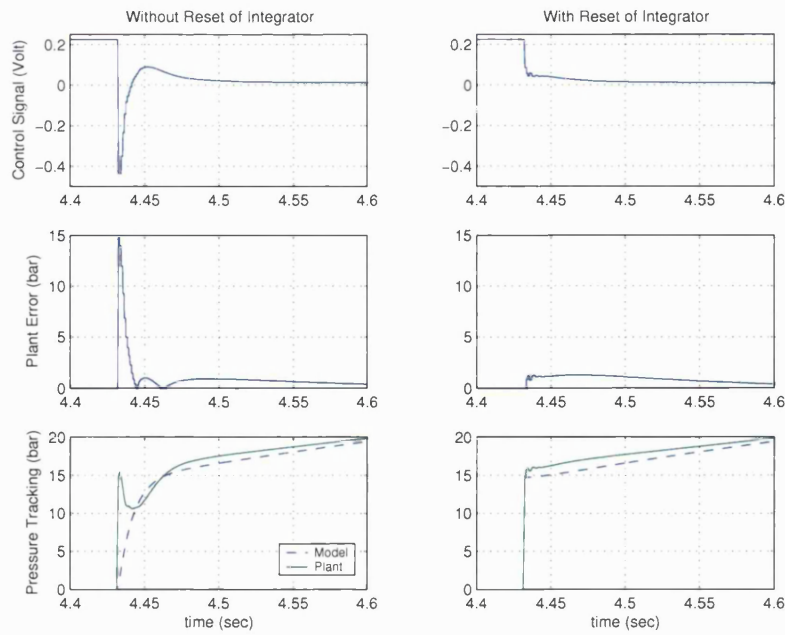 Without Reset of Integrator
With Reset of Integrator
Control Signal (Volt)
0.2
0
−0.2
−0.4
4.4 4.45 4.5 4.55 4.6
0.2
0
−0.2
−0.4
4.4 4.45 4.5 4.55 4.6
Plant Error (bar)
15
10
5
0
4.4 4.45 4.5 4.55 4.6
15
10
5
0
4.4 4.45 4.5 4.55 4.6
Pressure Tracking (bar)
20
15
10
5
0
Model
Plant
4.4 4.45 4.5 4.55 4.6
time (sec)
20
15
10
5
0
4.4 4.45 4.5 4.55 4.6
time (sec)